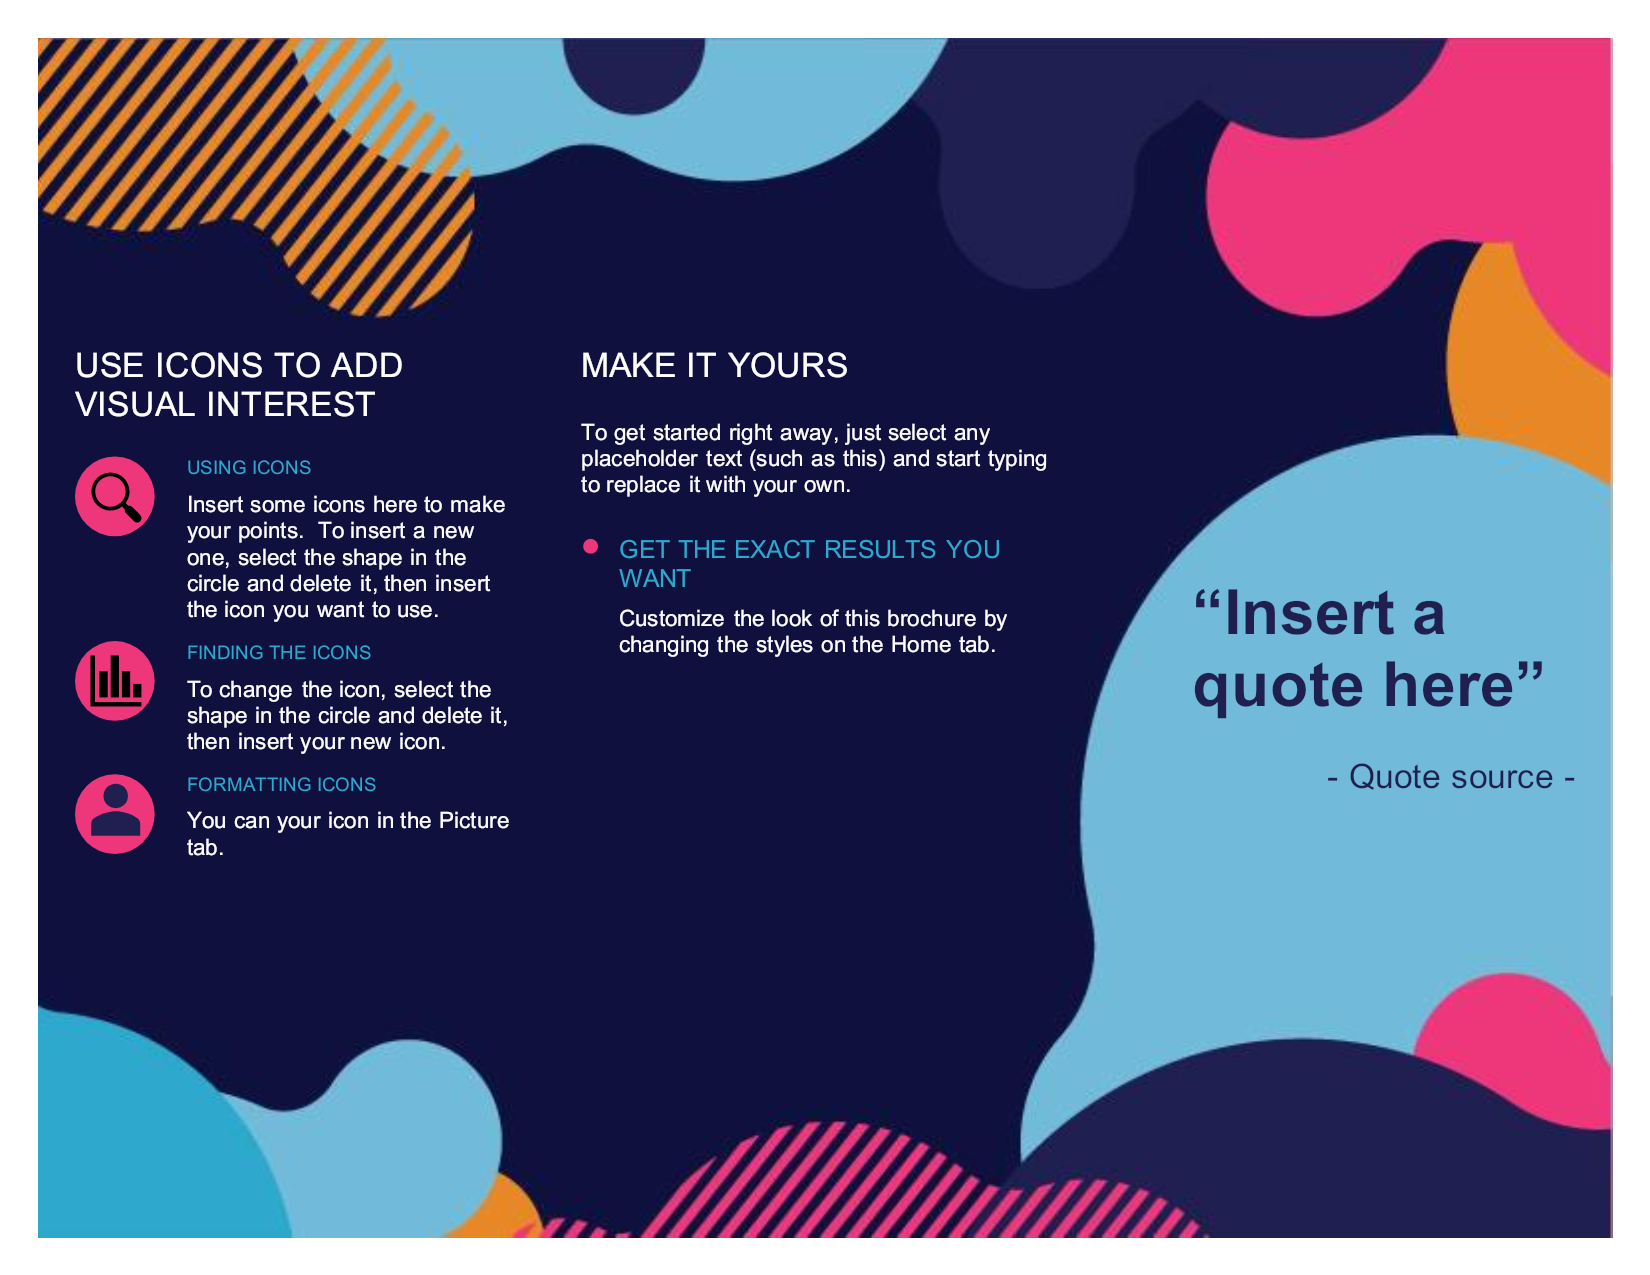 USE ICONS TO ADD
VISUAL INTEREST
USING ICONS
Insert some icons here to make
your points.  To insert a new
one, select the shape in the
circle and delete it, then insert
the icon you want to use.
FINDING THE ICONS
To change the icon, select the
shape in the circle and delete it,
then insert your new icon.
FORMATTING ICONS
You can your icon in the Picture
tab.
MAKE IT YOURS
To get started right away, just select any
placeholder text (such as this) and start typing
to replace it with your own.
• GET THE EXACT RESULTS YOU
WANT
Customize the look of this brochure by
changing the styles on the Home tab.
“Insert a
quote here”
- Quote source -